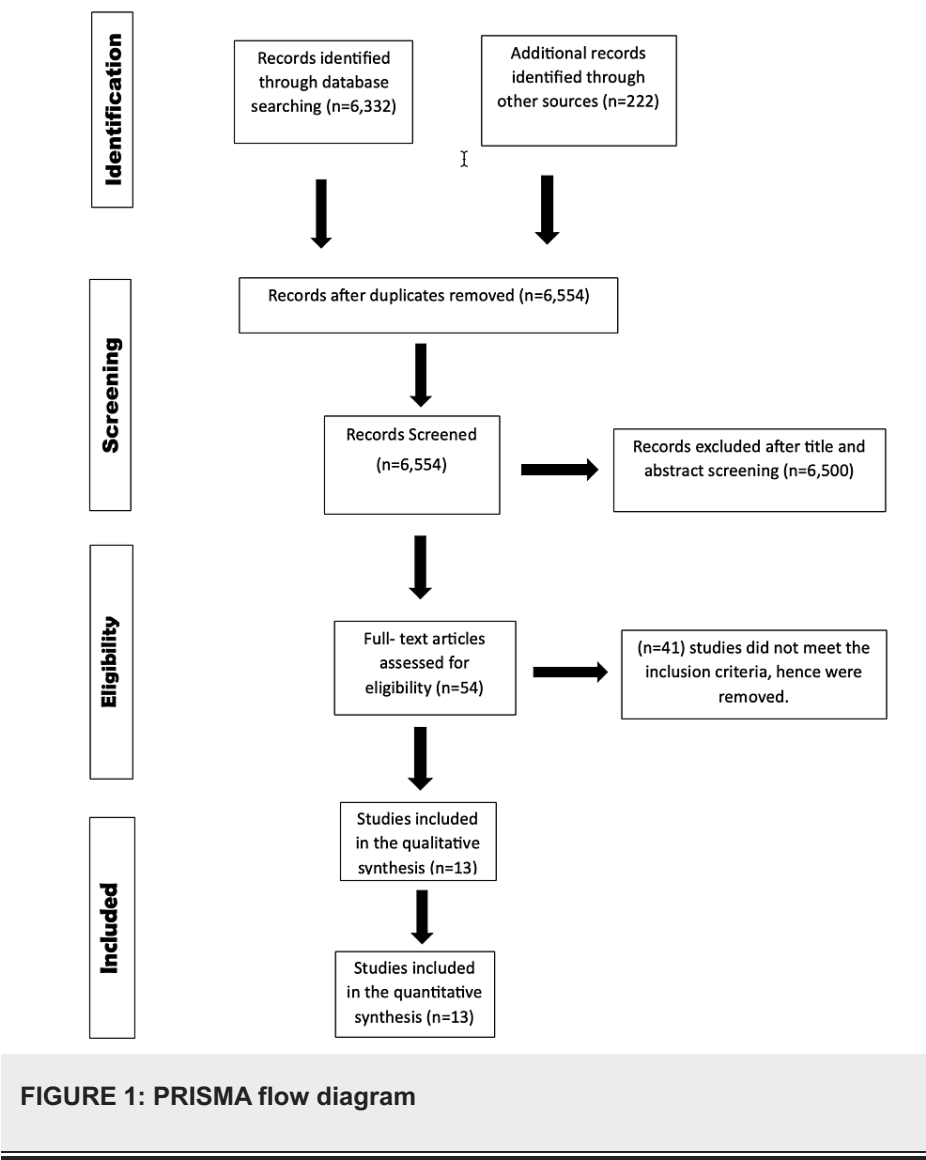 Identification
Records identified
through database
searching (n=6,332)
Additional records
identified through
other sources (n=222)
Screening
Records after duplicates removed (n=6,554)
Records Screened
(n=6,554)
Records excluded after title and
abstract screening (n=6,500)
Eligibility
Full- text articles
assessed for
eligibility (n=54)
(n=41) studies did not meet the
inclusion criteria, hence were
removed.
Included
Studies included
in the qualitative
synthesis (n=13)
Studies included
in the quantitative
synthesis (n=13)
FIGURE 1: PRISMA flow diagram